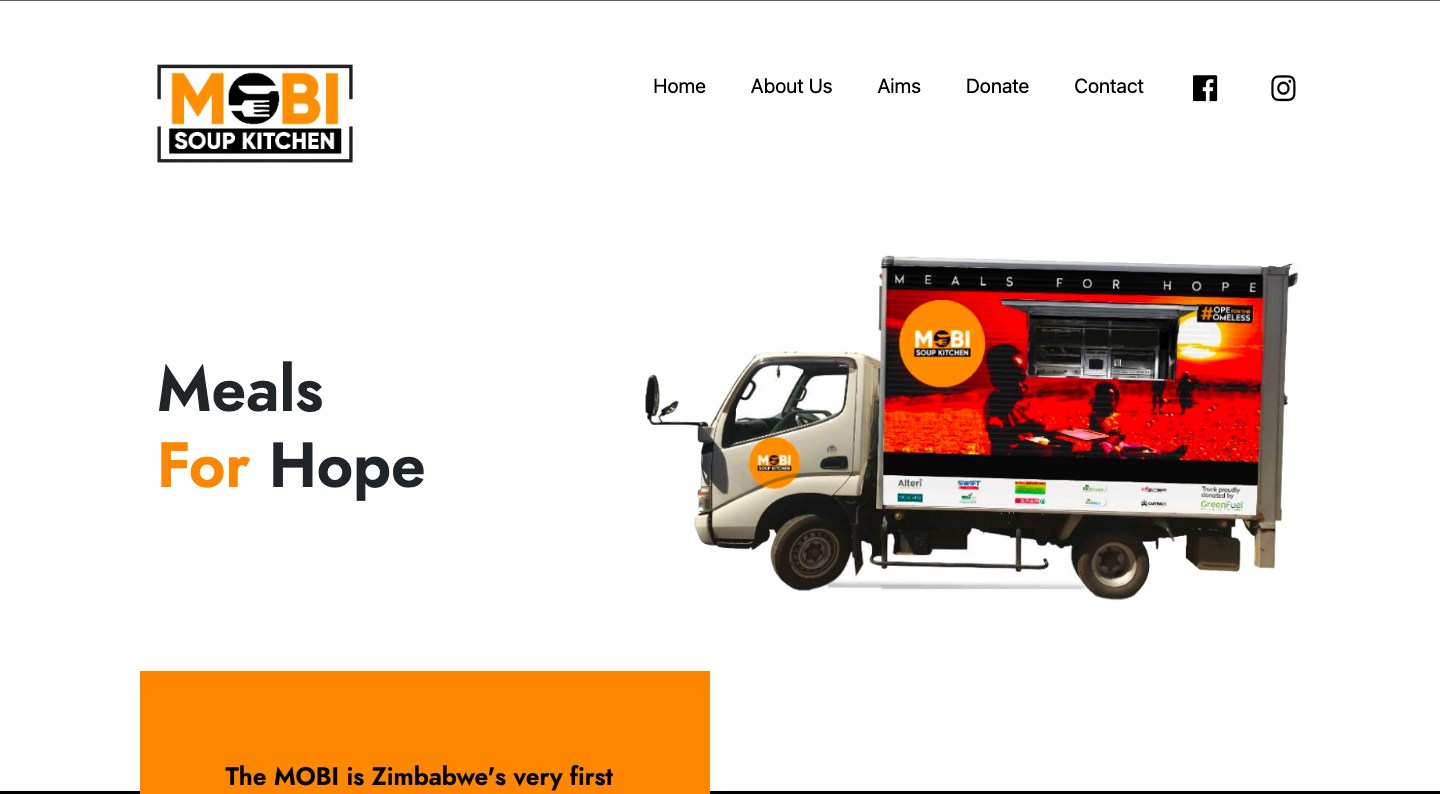 MOBI
SOUP KITCHEN
Home About Us Aims Donate Contact
MEALS FOR HOPE
#OPE FOR THE
OMELESS
MOBI
SOUP KITCHEN
Meals
For Hope
MOBI
SOUP KITCHEN
Alteri SWIFT
Truck proudly
donated by
GreenFuel
SPAR
The MOBI is Zimbabwe's very first